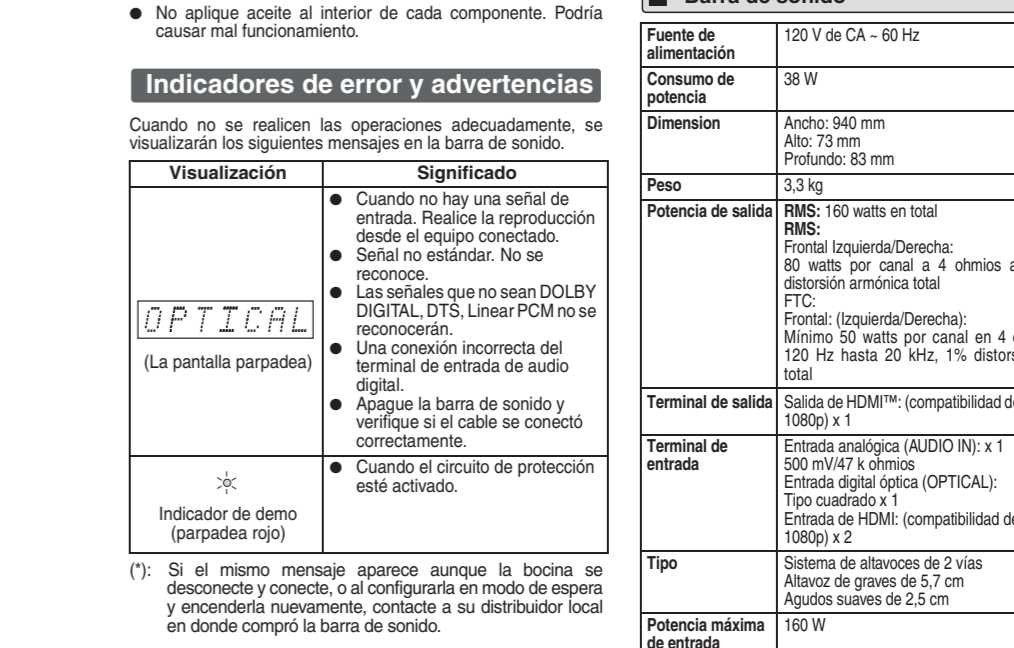 ● No aplique aceite al interior de cada componente. Podría
causar mal funcionamiento.
Indicadores de error y advertencias
Cuando no se realicen las operaciones adecuadamente, se
visualizarán los siguientes mensajes en la barra de sonido.
Visualización
Significado
OPTICAL
(La pantalla parpadea)
● Cuando no hay una señal de
entrada. Realice la reproducción
desde el equipo conectado.
● Señal no estándar. No se
reconoce.
● Las señales que no sean DOLBY
DIGITAL, DTS, Linear PCM no se
reconocerán.
● Una conexión incorrecta del
terminal de entrada de audio
digital.
● Apague la barra de sonido y
verifique si el cable se conectó
correctamente.
Indicador de demo
(parpadea rojo)
● Cuando el circuito de protección
esté activado.
(*): Si el mismo mensaje aparece aunque la bocina se
desconecte y conecte, o al configurarla en modo de espera
y encenderla nuevamente, contacte a su distribuidor local
en donde compró la barra de sonido.
Barra de sonido
Fuente de
alimentación
120 V de CA ~ 60 Hz
Consumo de
potencia
38 W
Dimension
Ancho: 940 mm
Alto: 73 mm
Profundo: 83 mm
Peso
3,3 kg
Potencia de salida
RMS: 160 watts en total
RMS:
Frontal Izquierda/Derecha:
80 watts por canal a 4 ohmios
distorsión armónica total
FTC:
Frontal: (Izquierda/Derecha):
Mínimo 50 watts por canal en 4
120 Hz hasta 20 kHz, 1%
total
Terminal de salida
Salida de HDMI™: (compatibilidad
1080p) x 1
Terminal de
entrada
Entrada analógica (AUDIO IN): x 1
500 mV/47 k ohmios
Entrada digital óptica (OPTICAL):
Tipo cuadrado x 1
Entrada de HDMI: (compatibilidad
1080p) x 2
Tipo
Sistema de altavoces de 2 vías
Altavoz de graves de 5,7 cm
Agudos suaves de 2,5 cm
Potencia máxima
de entrada
160 W